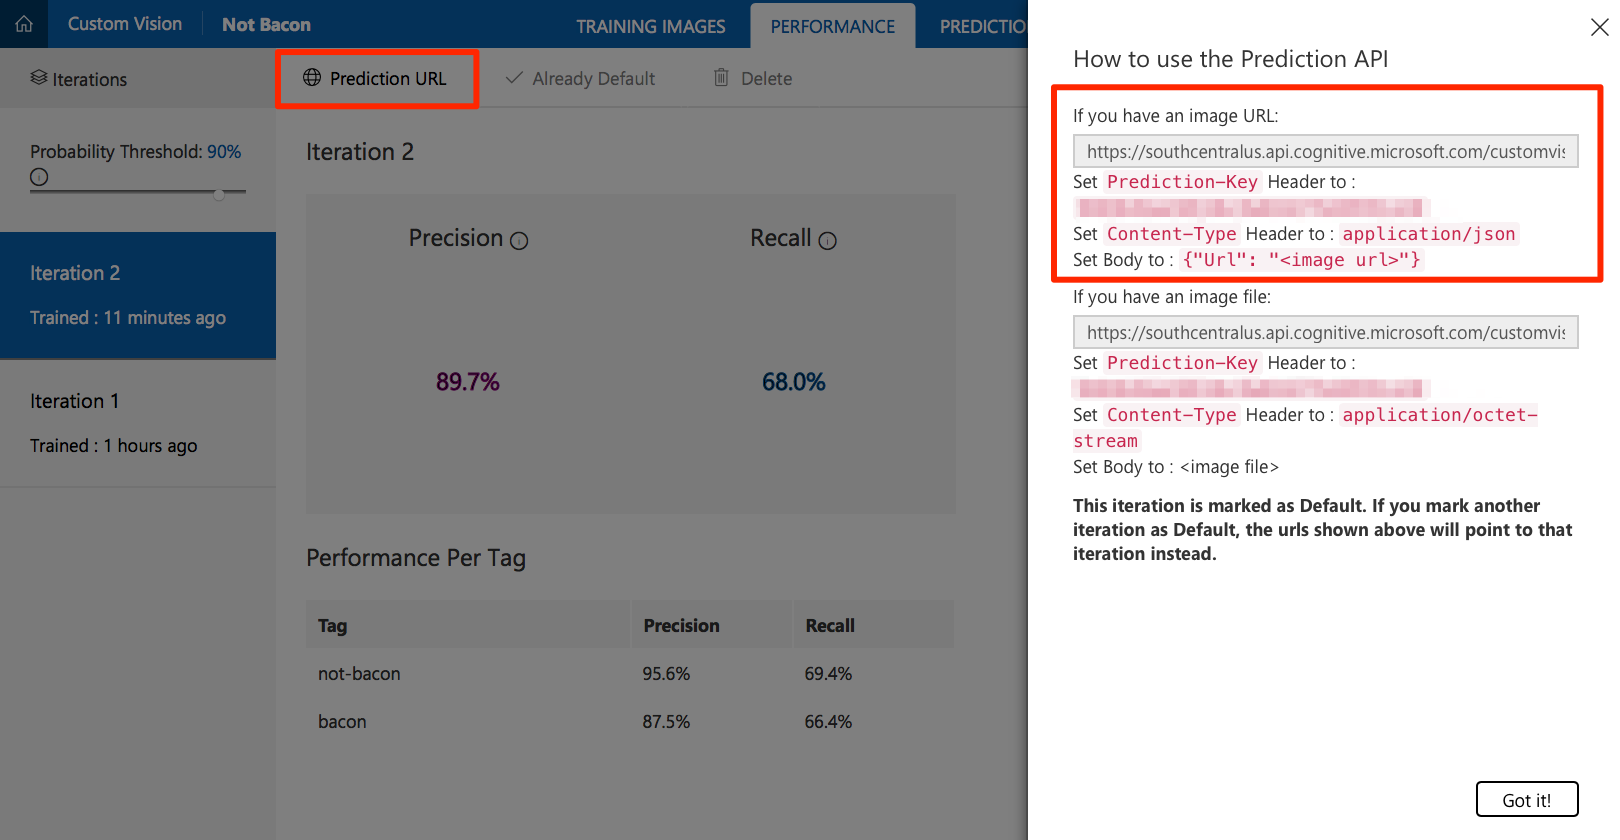 Custom Vision
Not Bacon
TRAINING IMAGES
PERFORMANCE
PREDICTIO
Iterations
Prediction URL
Already Default
Delete
Probability Threshold: 90%
Iteration 2
Trained : 11 minutes ago
Iteration 1
Trained : 1 hours ago
Iteration 2
Precision
Recall
89.7%
68.0%
Performance Per Tag
Tag Precision Recall
not-bacon 95.6% 69.4%
bacon 87.5% 66.4%
How to use the Prediction API
If you have an image URL:
https://southcentralus.api.cognitive.microsoft.com/customvis
Set Prediction-Key Header to :
Set Content-Type Header to : application/json
Set Body to : {"Url": "<image url>"}
If you have an image file:
https://southcentralus.api.cognitive.microsoft.com/customvis
Set Prediction-Key Header to :
Set Content-Type Header to : application/octet-
stream
Set Body to : <image file>
This iteration is marked as Default. If you mark another
iteration as Default, the urls shown above will point to that
iteration instead.
Got it!